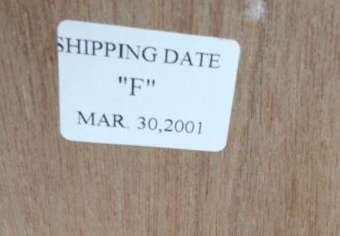 SHIPPING DATE
"F"
MAR. 30,2001